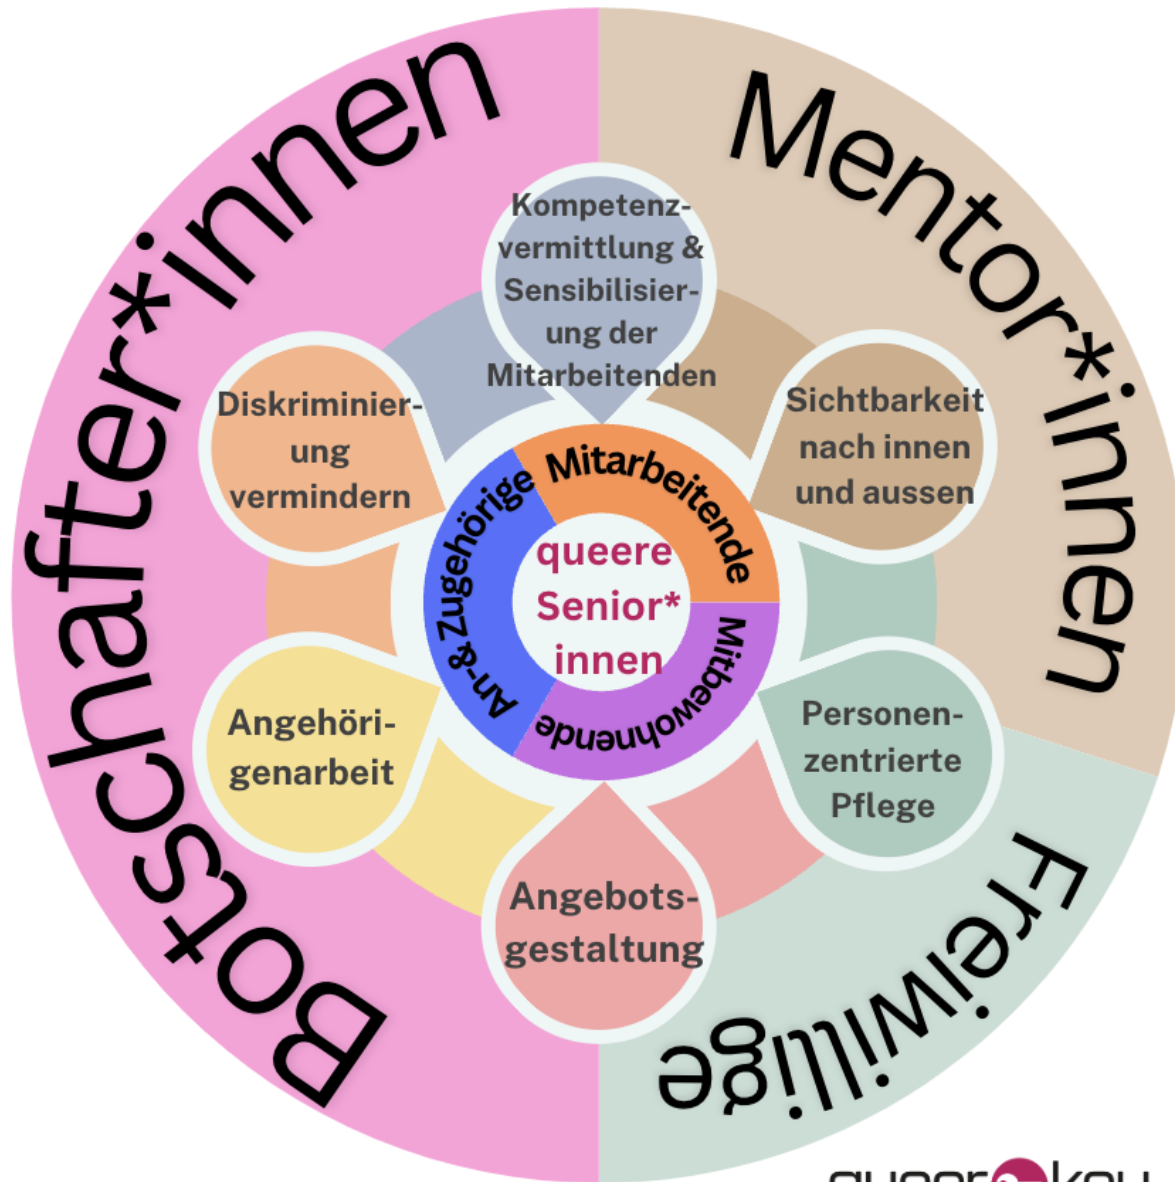 Botschafter*innen
Mentor*innen
Freiwillige
Kompetenz-
vermittlung &
Sensibilisier-
ung der
Mitarbeitenden
Sichtbarkeit
nach innen
und aussen
Personen-
zentrierte
Pflege
Angebots-
gestaltung
Angehöri-
genarbeit
Diskriminier-
ung
vermindern
An-& Zugehörige
Mitarbeitende
Mitbewohnende
queere
Senior*
innen